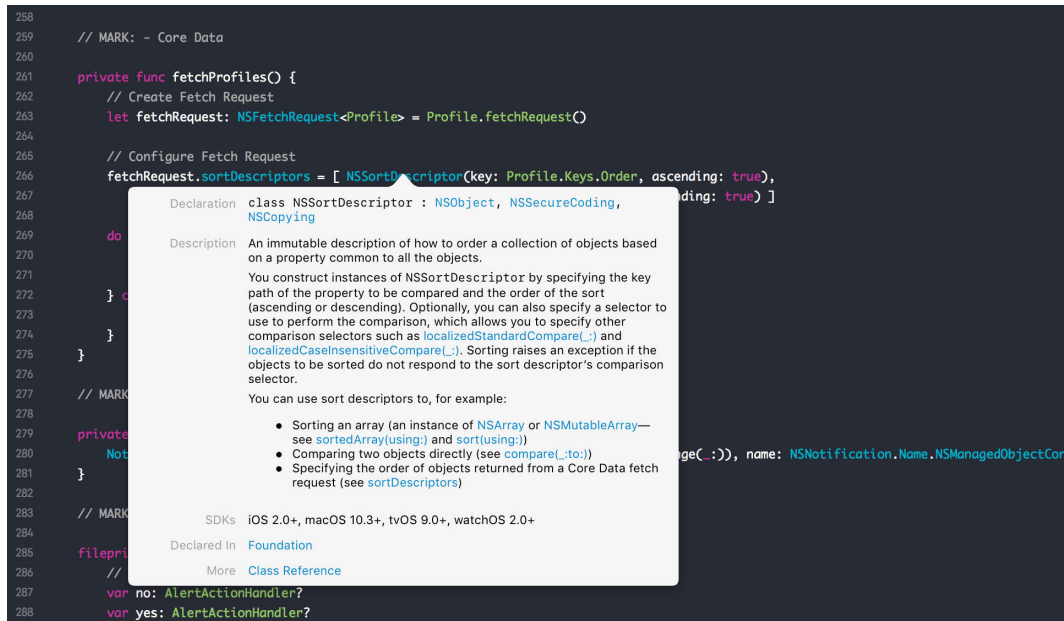 258
259 // MARK: - Core Data
260
261 private func fetchProfiles() {
262 // Create Fetch Request
263 let fetchRequest: NSFetchRequest<Profile> = Profile.fetchRequest()
264
265 // Configure Fetch Request
266 fetchRequest.sortDescriptors = [ NSSortDescriptor(key: Profile.Keys.Order, ascending: true),
267 nding: true) ]
Declaration class NSSortDescriptor : NSObject, NSSecureCoding,
NSCopying
268
269 do
Description An immutable description of how to order a collection of objects based
on a property common to all the objects.
270
271
You construct instances of NSSortDescriptor by specifying the key
path of the property to be compared and the order of the sort
(ascending or descending). Optionally, you can also specify a selector to
use to perform the comparison, which allows you to specify other
comparison selectors such as localizedStandardCompare(_:) and
localizedCaseInsensitiveCompare(_:). Sorting raises an exception if the
objects to be sorted do not respond to the sort descriptor's comparison
selector.
272 } c
273
274 }
275 }
276
277 // MARK
You can use sort descriptors to, for example:
278
279 private
• Sorting an array (an instance of NSArray or NSMutableArray—
see sortedArray(using:) and sort(using:))
• Comparing two objects directly (see compare(_:to:))
• Specifying the order of objects returned from a Core Data fetch
request (see sortDescriptors)
280 Not ge(_:)), name: NSNotification.Name.NSManagedObjectCon
281 }
282
283 // MARK
SDKs iOS 2.0+, macOS 10.3+, tvOS 9.0+, watchOS 2.0+
284
285 filepri
Declared In Foundation
286 //
More Class Reference
287 var no: AlertActionHandler?
288 var yes: AlertActionHandler?